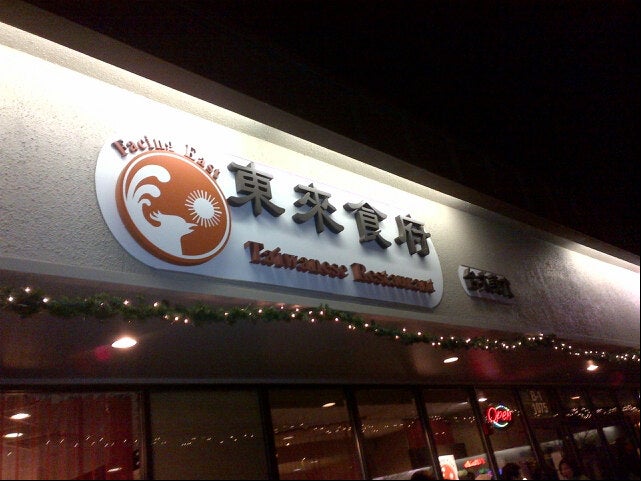 Facing East
東來食府
Taiwanese Restaurant
Open